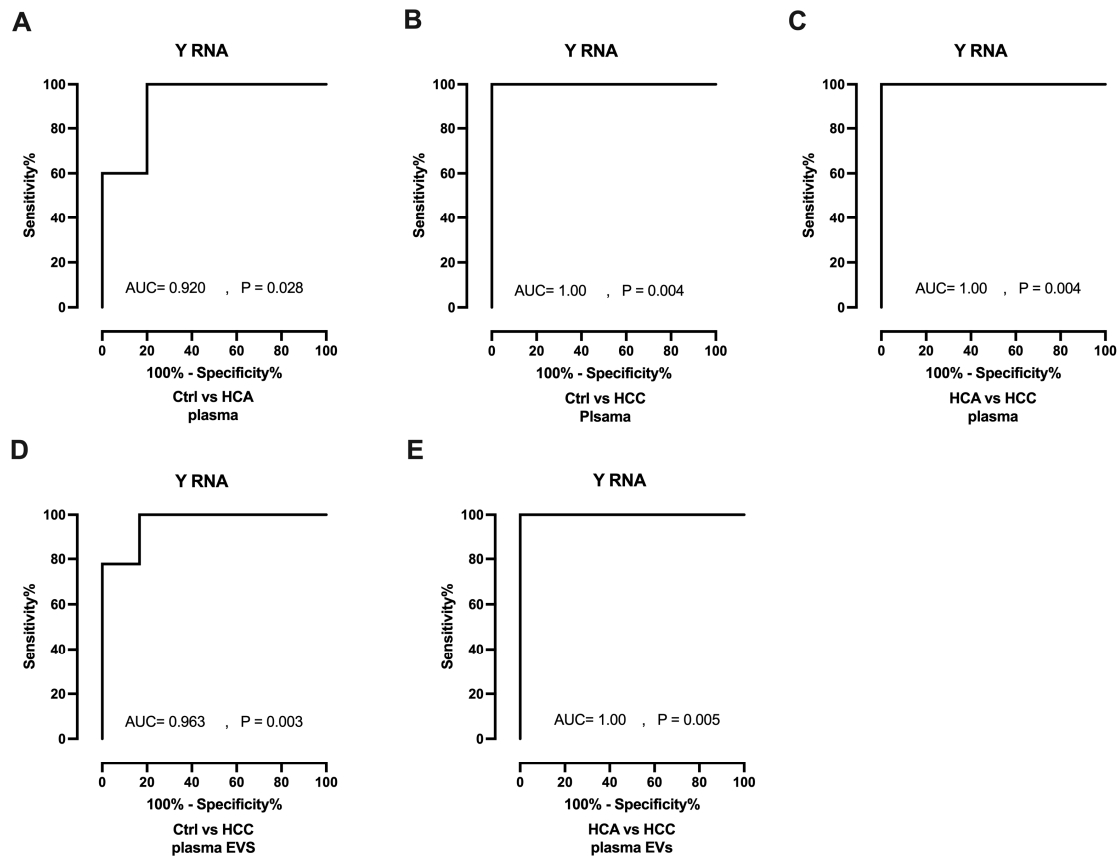 A
Y RNA
100
80
60
40
20
0
Sensitivity%
AUC= 0.920 , P = 0.028
0 20 40 60 80 100
100% - Specificity%
Ctrl vs HCA
plasma
B
Y RNA
100
80
60
40
20
0
Sensitivity%
AUC= 1.00 , P = 0.004
0 20 40 60 80 100
100% - Specificity%
Ctrl vs HCC
Plsama
C
Y RNA
100
80
60
40
20
0
Sensitivity%
AUC= 1.00 , P = 0.004
0 20 40 60 80 100
100% - Specificity%
HCA vs HCC
plasma
D
Y RNA
100
80
60
40
20
0
Sensitivity%
AUC= 0.963 , P = 0.003
0 20 40 60 80 100
100% - Specificity%
Ctrl vs HCC
plasma EVS
E
Y RNA
100
80
60
40
20
0
Sensitivity%
AUC= 1.00 , P = 0.005
0 20 40 60 80 100
100% - Specificity%
HCA vs HCC
plasma EVs